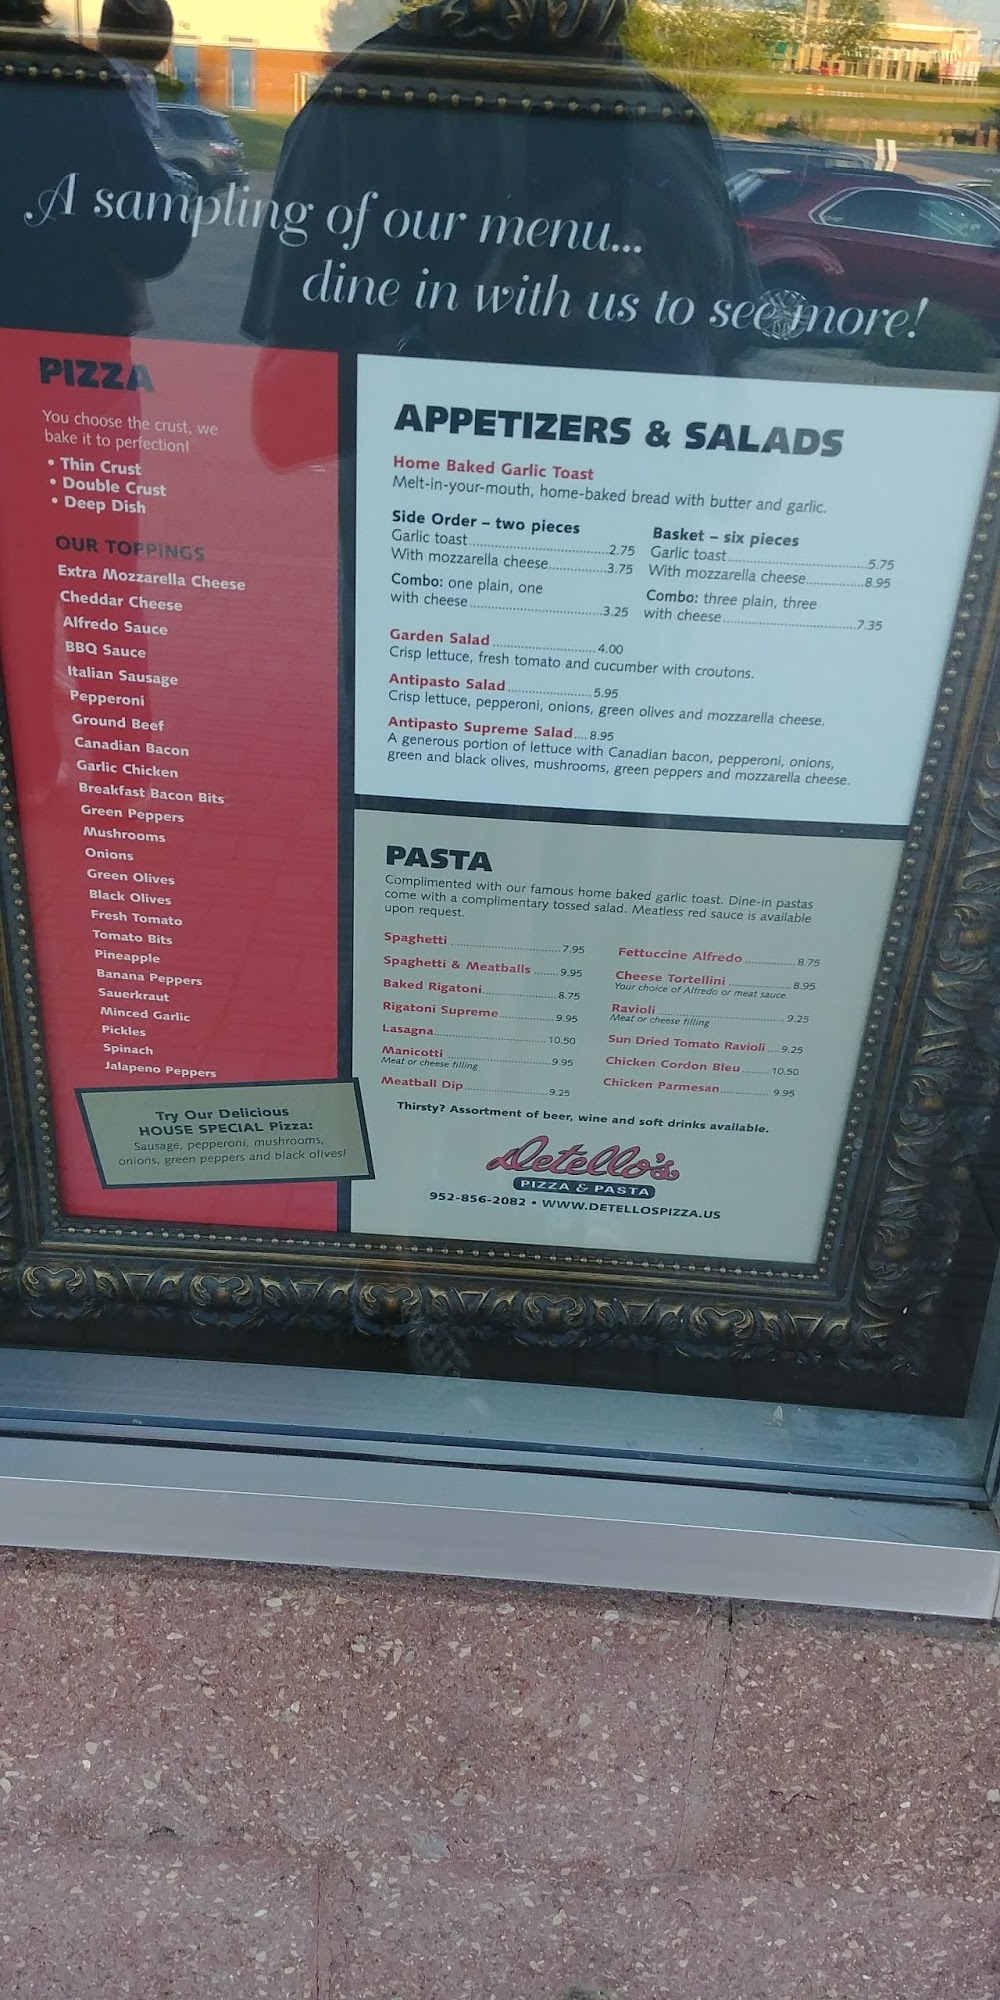 A sampling of our menu...
dine in with us to see more!
PIZZA
You choose the crust, we
bake it to perfection!
• Thin Crust
• Double Crust
• Deep Dish
OUR TOPPINGS
Extra Mozzarella Cheese
Cheddar Cheese
Alfredo Sauce
BBQ Sauce
Italian Sausage
Pepperoni
Ground Beef
Canadian Bacon
Garlic Chicken
Breakfast Bacon Bits
Green Peppers
Mushrooms
Onions
Green Olives
Black Olives
Fresh Tomato
Tomato Bits
Pineapple
Banana Peppers
Sauerkraut
Minced Garlic
Pickles
Spinach
Jalapeno Peppers
Try Our Delicious
HOUSE SPECIAL Pizza:
Sausage, pepperoni, mushrooms,
onions, green peppers and black olives!
APPETIZERS & SALADS
Home Baked Garlic Toast
Melt-in-your-mouth, home-baked bread with butter and garlic.
Side Order – two pieces
Garlic toast...2.75
With mozzarella cheese...3.75
Combo: one plain, one
with cheese...3.25
Basket – six pieces
Garlic toast...5.75
With mozzarella cheese...8.95
Combo: three plain, three
with cheese...7.35
Garden Salad...4.00
Crisp lettuce, fresh tomato and cucumber with croutons.
Antipasto Salad...5.95
Crisp lettuce, pepperoni, onions, green olives and mozzarella cheese.
Antipasto Supreme Salad...8.95
A generous portion of lettuce with Canadian bacon, pepperoni, onions,
green and black olives, mushrooms, green peppers and mozzarella cheese.
PASTA
Complimented with our famous home baked garlic toast. Dine-in pastas
come with a complimentary tossed salad. Meatless red sauce is available
upon request.
Spaghetti...7.95
Spaghetti & Meatballs...9.95
Baked Rigatoni...8.75
Rigatoni Supreme...9.95
Lasagna...10.50
Manicotti...9.95
Meat or cheese filling
Meatball Dip...9.25
Fettuccine Alfredo...8.75
Cheese Tortellini...8.95
Your choice of Alfredo or meat sauce.
Ravioli...9.25
Meat or cheese filling
Sun Dried Tomato Ravioli...9.25
Chicken Cordon Bleu...10.50
Chicken Parmesan...9.95
Thirsty? Assortment of beer, wine and soft drinks available.
Detello's
PIZZA & PASTA
952-856-2082 • WWW.DETELLOSPIZZA.US